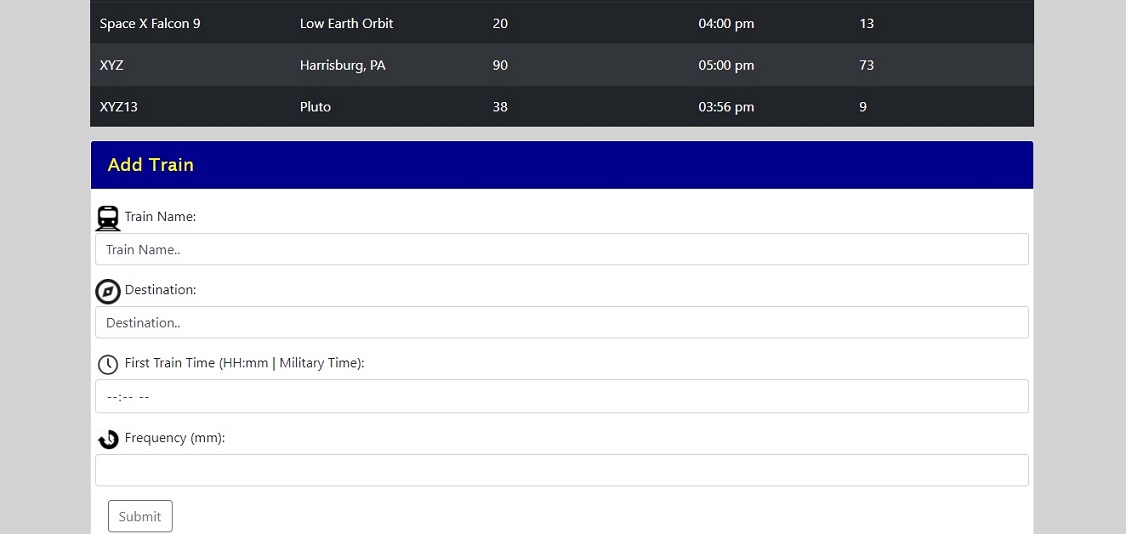 Space X Falcon 9 Low Earth Orbit 20 04:00 pm 13
XYZ Harrisburg, PA 90 05:00 pm 73
XYZ13 Pluto 38 03:56 pm 9
Add Train
Train Name:
Train Name..
Destination:
Destination..
First Train Time (HH:mm | Military Time):
--:-- --
Frequency (mm):
Submit